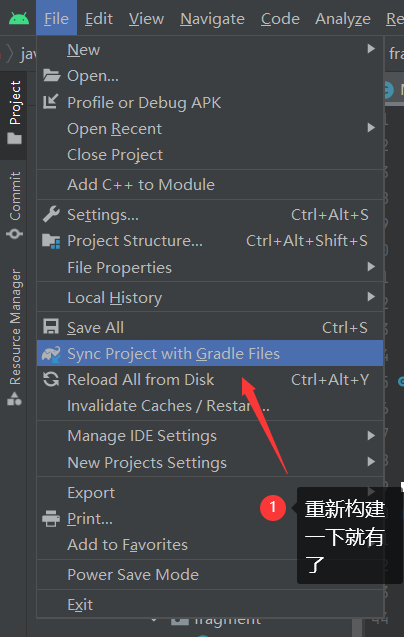 File Edit View Navigate Code Analyze
jav
fra
Project
Commit
Resource Manager
New
Open...
Profile or Debug APK
Open Recent
Close Project
Add C++ to Module
Settings... Ctrl+Alt+S
Project Structure... Ctrl+Alt+Shift+S
File Properties
Local History
Save All Ctrl+S
Sync Project with Gradle Files
Reload All from Disk Ctrl+Alt+Y
Invalidate Caches / Restart...
Manage IDE Settings
New Projects Settings
Export
Print...
Add to Favorites
Power Save Mode
Exit
1
重新构建
一下就有
了
fragment
44